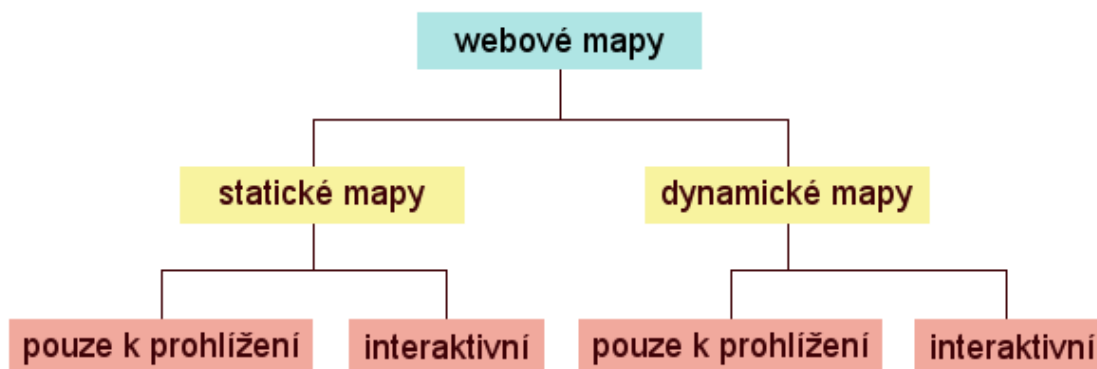 webové mapy
statické mapy
dynamické mapy
pouze k prohlížení
interaktivní
pouze k prohlížení
interaktivní